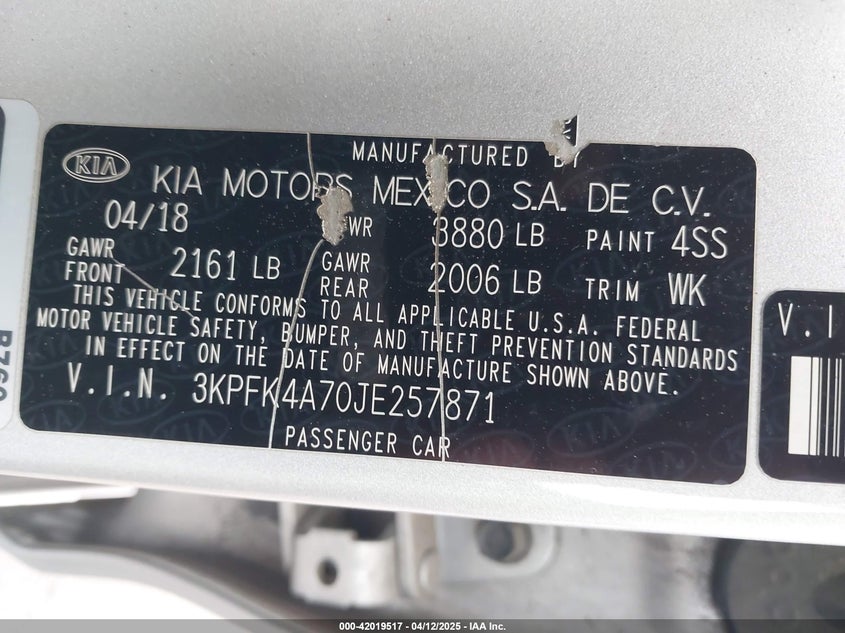 MANUFACTURED BY
KIA KIA MOTORS MEXICO S.A. DE C.V.
04/18 WR 3880 LB PAINT 4SS
GAWR FRONT 2161 LB GAWR REAR 2006 LB TRIM WK
THIS VEHICLE CONFORMS TO ALL APPLICABLE U.S.A. FEDERAL
MOTOR VEHICLE SAFETY, BUMPER, AND THEFT PREVENTION STANDARDS
IN EFFECT ON THE DATE OF MANUFACTURE SHOWN ABOVE.
V.I.N. 3KPFK4A70JE257871
PASSENGER CAR
V.I
000-42019517 - 04/12/2025 - IAA Inc.